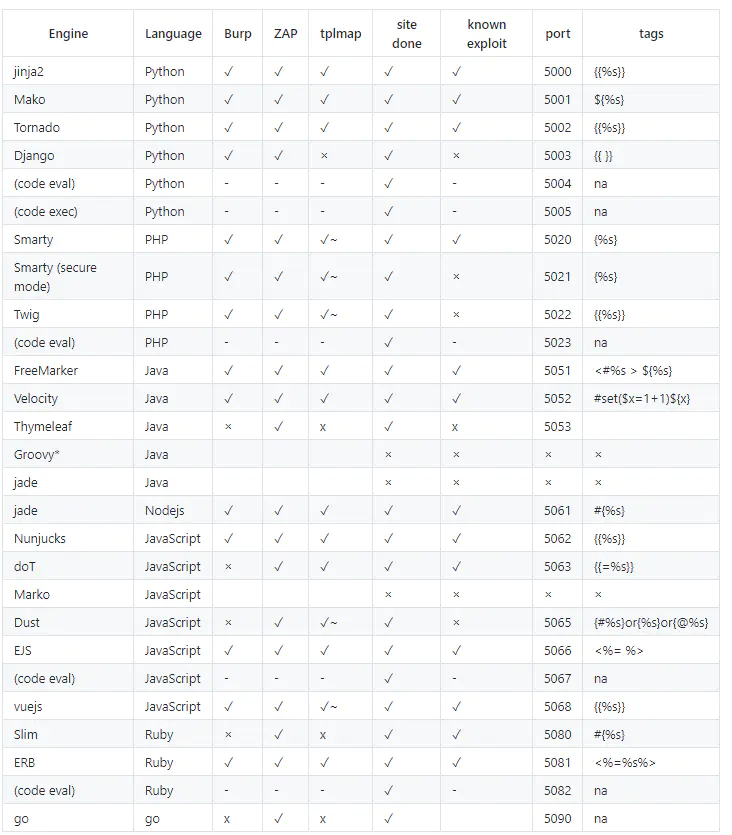 Engine Language Burp ZAP tplmap site done known exploit port tags
jinja2 Python ✓ ✓ ✓ ✓ ✓ 5000 {{%s}}
Mako Python ✓ ✓ ✓ ✓ ✓ 5001 ${%s}
Tornado Python ✓ ✓ ✓ ✓ ✓ 5002 {{%s}}
Django Python ✓ ✓ × ✓ × 5003 {{ }}
(code eval) Python - - - ✓ - 5004 na
(code exec) Python - - - ✓ - 5005 na
Smarty PHP ✓ ✓ ✓~ ✓ ✓ 5020 {%s}
Smarty (secure mode) PHP ✓ ✓ ✓~ ✓ × 5021 {%s}
Twig PHP ✓ ✓ ✓~ ✓ × 5022 {{%s}}
(code eval) PHP - - - ✓ - 5023 na
FreeMarker Java ✓ ✓ ✓ ✓ ✓ 5051 <#%s > ${%s}
Velocity Java ✓ ✓ ✓ ✓ ✓ 5052 #set($x=1+1)${x}
Thymeleaf Java × ✓ x ✓ x 5053
Groovy* Java × × × ×
jade Java × × × ×
jade Nodejs ✓ ✓ ✓ ✓ ✓ 5061 #{%s}
Nunjucks JavaScript ✓ ✓ ✓ ✓ ✓ 5062 {{%s}}
doT JavaScript × ✓ ✓ ✓ ✓ 5063 {{=%s}}
Marko JavaScript × × × ×
Dust JavaScript × ✓ ✓~ ✓ × 5065 {#%s}or{%s}or{@%s}
EJS JavaScript ✓ ✓ ✓ ✓ ✓ 5066 <%= %>
(code eval) JavaScript - - - ✓ - 5067 na
vuejs JavaScript ✓ ✓ ✓~ ✓ ✓ 5068 {{%s}}
Slim Ruby × ✓ x ✓ ✓ 5080 #{%s}
ERB Ruby ✓ ✓ ✓ ✓ ✓ 5081 <%=%s%>
(code eval) Ruby - - - ✓ - 5082 na
go go x ✓ x ✓ 5090 na